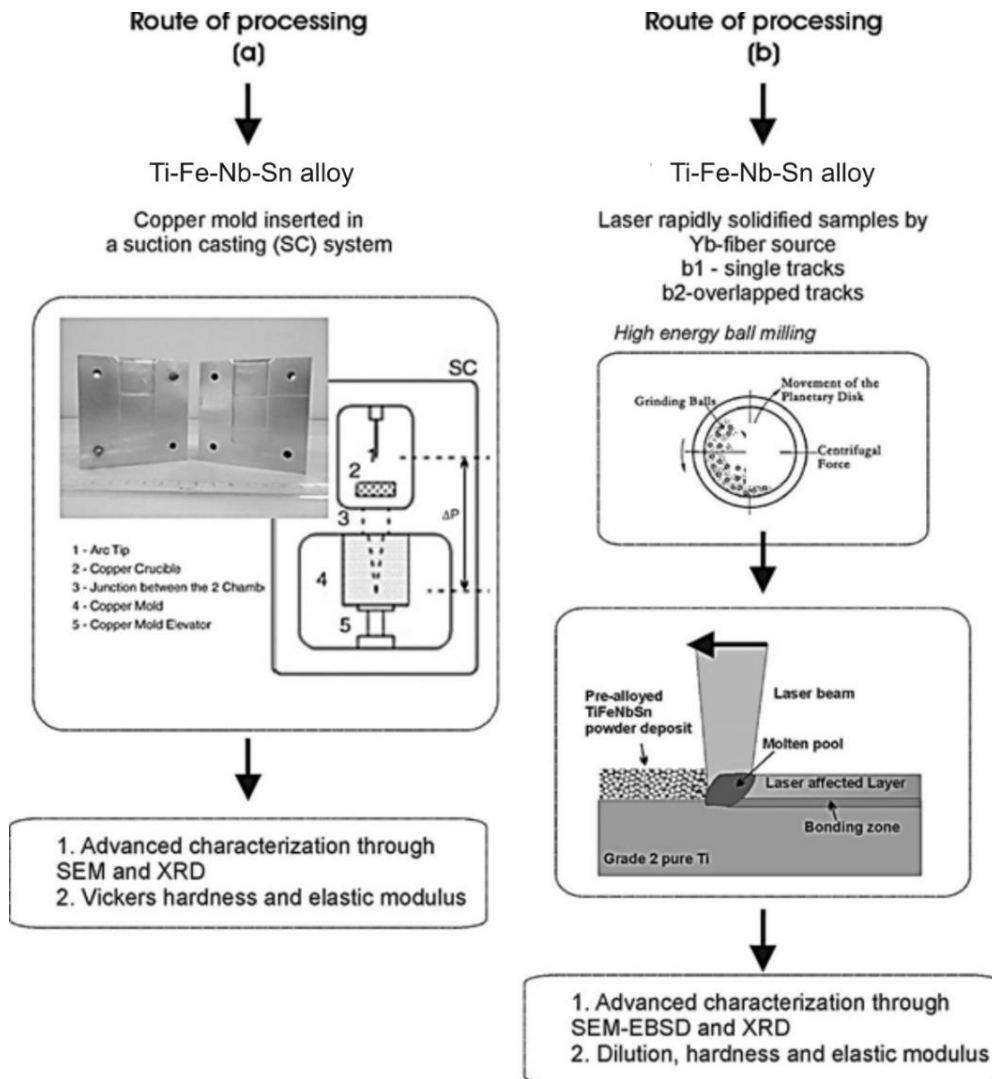 Route of processing
(a)
Ti-Fe-Nb-Sn alloy
Copper mold inserted in
a suction casting (SC) system
SC
1
2
3
ΔP
4
5
1 - Arc Tip
2 - Copper Crucible
3 - Junction between the 2 Chamb
4 - Copper Mold
5 - Copper Mold Elevator
1. Advanced characterization through
SEM and XRD
2. Vickers hardness and elastic modulus
Route of processing
(b)
Ti-Fe-Nb-Sn alloy
Laser rapidly solidified samples by
Yb-fiber source
b1 - single tracks
b2-overlapped tracks
High energy ball milling
Movement of the
Planetary Disk
Grinding Balls
Centrifugal
Force
Pre-alloyed
TiFeNbSn
powder deposit
Laser beam
Molten pool
Laser affected Layer
Bonding zone
Grade 2 pure Ti
1. Advanced characterization through
SEM-EBSD and XRD
2. Dilution, hardness and elastic modulus